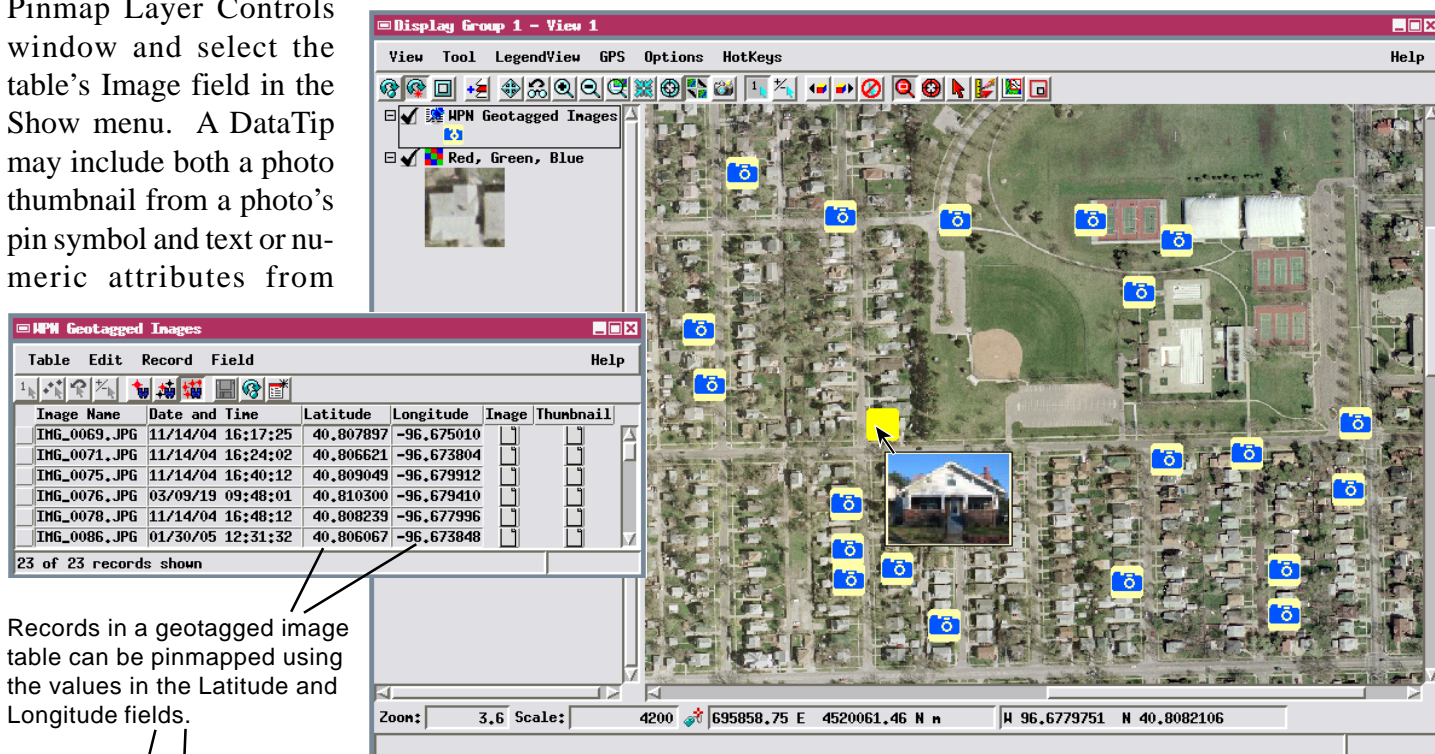 Pinmap Layer Controls
window and select the
table's Image field in the
Show menu. A DataTip
may include both a photo
thumbnail from a photo's
pin symbol and text or nu-
meric attributes from
Display Group 1 - View 1
View Tool LegendView GPS Options HotKeys Help
WPN Geotagged Images
Red, Green, Blue
WPN Geotagged Images
Table Edit Record Field Help
Image Name Date and Time Latitude Longitude Image Thumbnail
IMG_0069.JPG 11/14/04 16:17:25 40.807897 -96.675010
IMG_0071.JPG 11/14/04 16:24:02 40.806621 -96.673804
IMG_0075.JPG 11/14/04 16:40:12 40.809049 -96.679912
IMG_0076.JPG 03/09/19 09:48:01 40.810300 -96.679410
IMG_0078.JPG 11/14/04 16:48:12 40.808239 -96.677996
IMG_0086.JPG 01/30/05 12:31:32 40.806067 -96.673848
23 of 23 records shown
Records in a geotagged image
table can be pinmapped using
the values in the Latitude and
Longitude fields.
Zoom: 3.6 Scale: 4200 695858.75 E 4520061.46 N m W 96.6779751 N 40.8082106